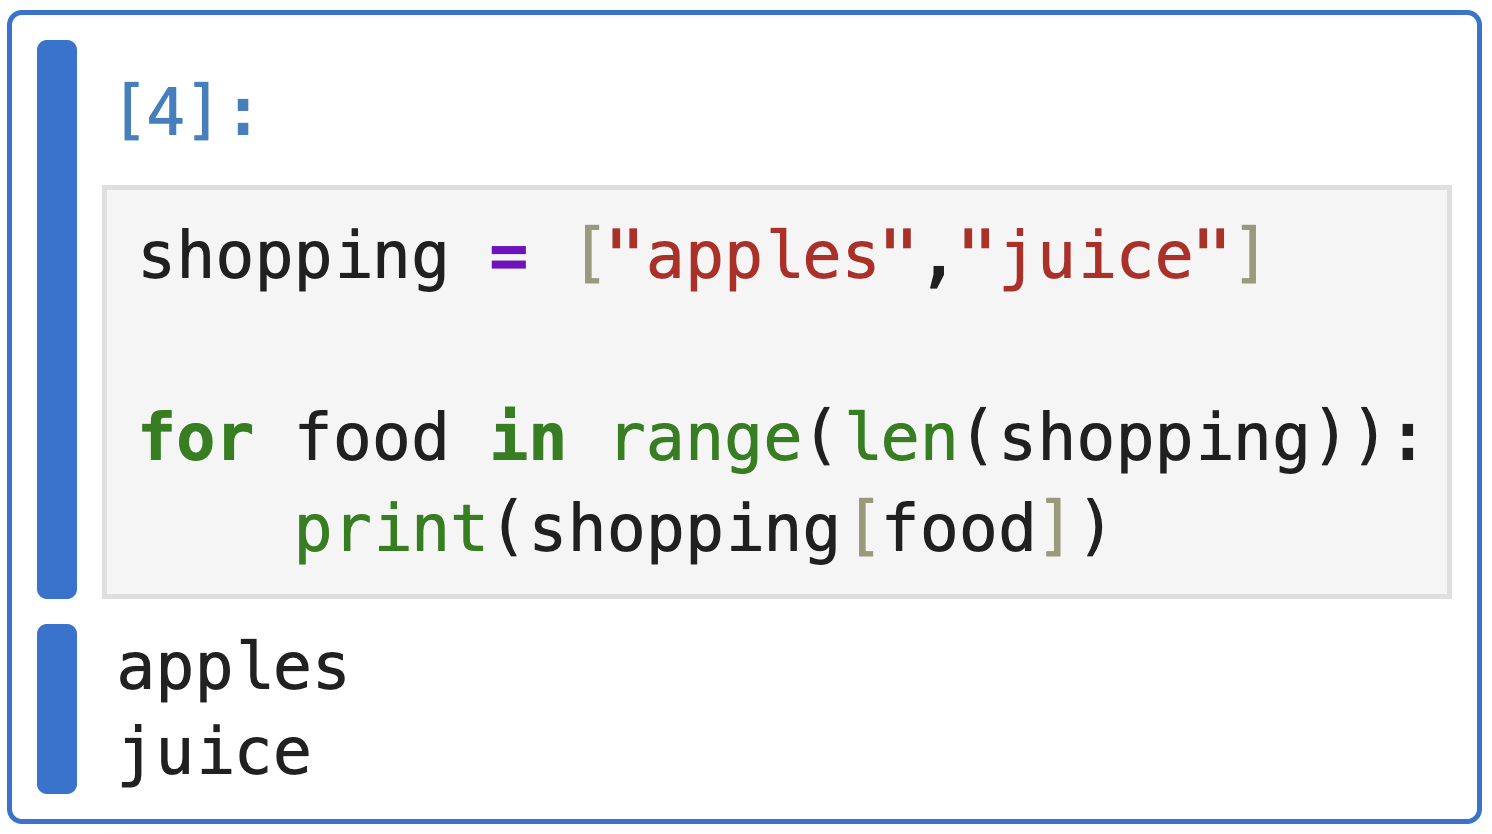 [4]:
shopping = ["apples","juice"]
for food in range(len(shopping)):
    print(shopping[food])
apples
juice